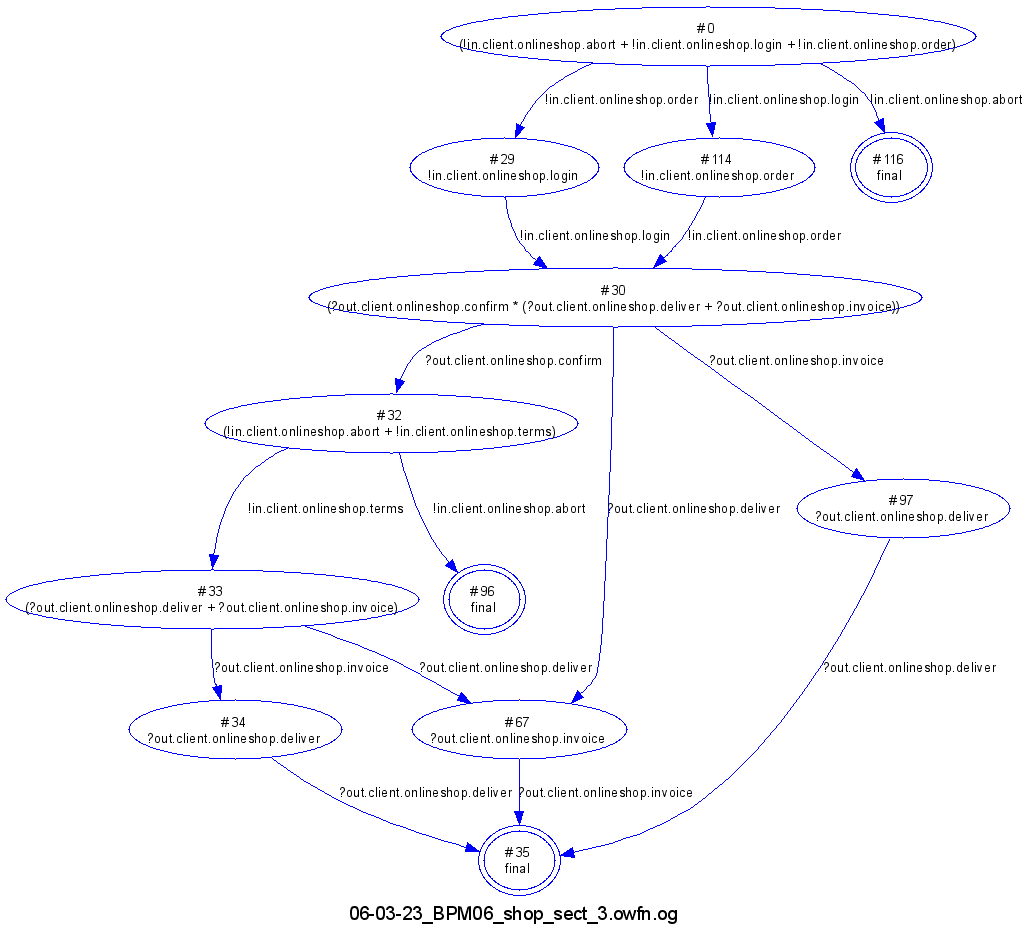 #0
(!in.client.onlineshop.abort + !in.client.onlineshop.login + !in.client.onlineshop.order)
!in.client.onlineshop.order
!in.client.onlineshop.login
!in.client.onlineshop.abort
#29
!in.client.onlineshop.login
#114
!in.client.onlineshop.order
#116
final
!in.client.onlineshop.login
!in.client.onlineshop.order
#30
(?out.client.onlineshop.confirm * (?out.client.onlineshop.deliver + ?out.client.onlineshop.invoice))
?out.client.onlineshop.confirm
?out.client.onlineshop.invoice
#32
(!in.client.onlineshop.abort + !in.client.onlineshop.terms)
!in.client.onlineshop.terms
!in.client.onlineshop.abort
?out.client.onlineshop.deliver
#97
?out.client.onlineshop.deliver
#33
(?out.client.onlineshop.deliver + ?out.client.onlineshop.invoice)
#96
final
?out.client.onlineshop.invoice
?out.client.onlineshop.deliver
?out.client.onlineshop.deliver
#34
?out.client.onlineshop.deliver
#67
?out.client.onlineshop.invoice
?out.client.onlineshop.deliver
?out.client.onlineshop.invoice
#35
final
06-03-23_BPM06_shop_sect_3.owfn.og